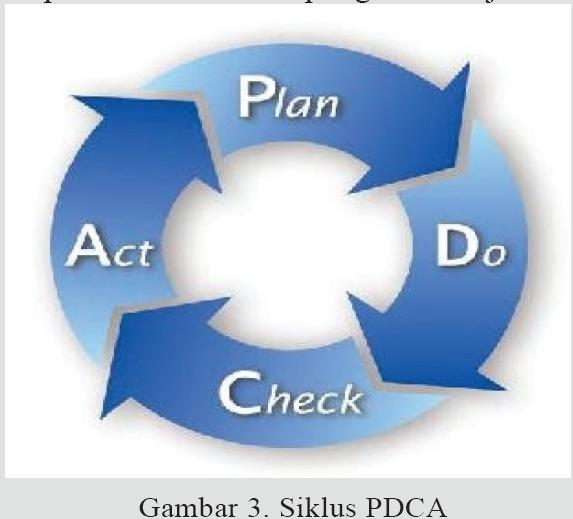 Plan
Do
Check
Act
Gambar 3. Siklus PDCA